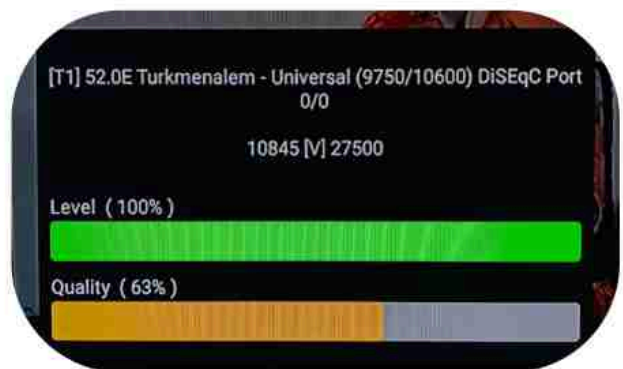 [T1] 52.0E Turkmenalem - Universal (9750/10600) DiSEqC Port
0/0
10845 [V] 27500
Level ( 100% )
Quality ( 63% )